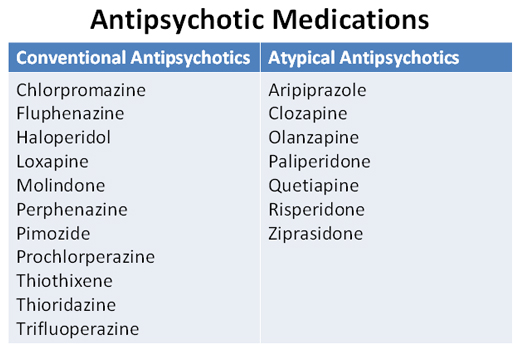 Antipsychotic Medications
Conventional Antipsychotics
Atypical Antipsychotics
Chlorpromazine
Aripiprazole
Fluphenazine
Clozapine
Haloperidol
Olanzapine
Loxapine
Paliperidone
Molindone
Quetiapine
Perphenazine
Risperidone
Pimozide
Ziprasidone
Prochlorperazine
Thiothixene
Thioridazine
Trifluoperazine